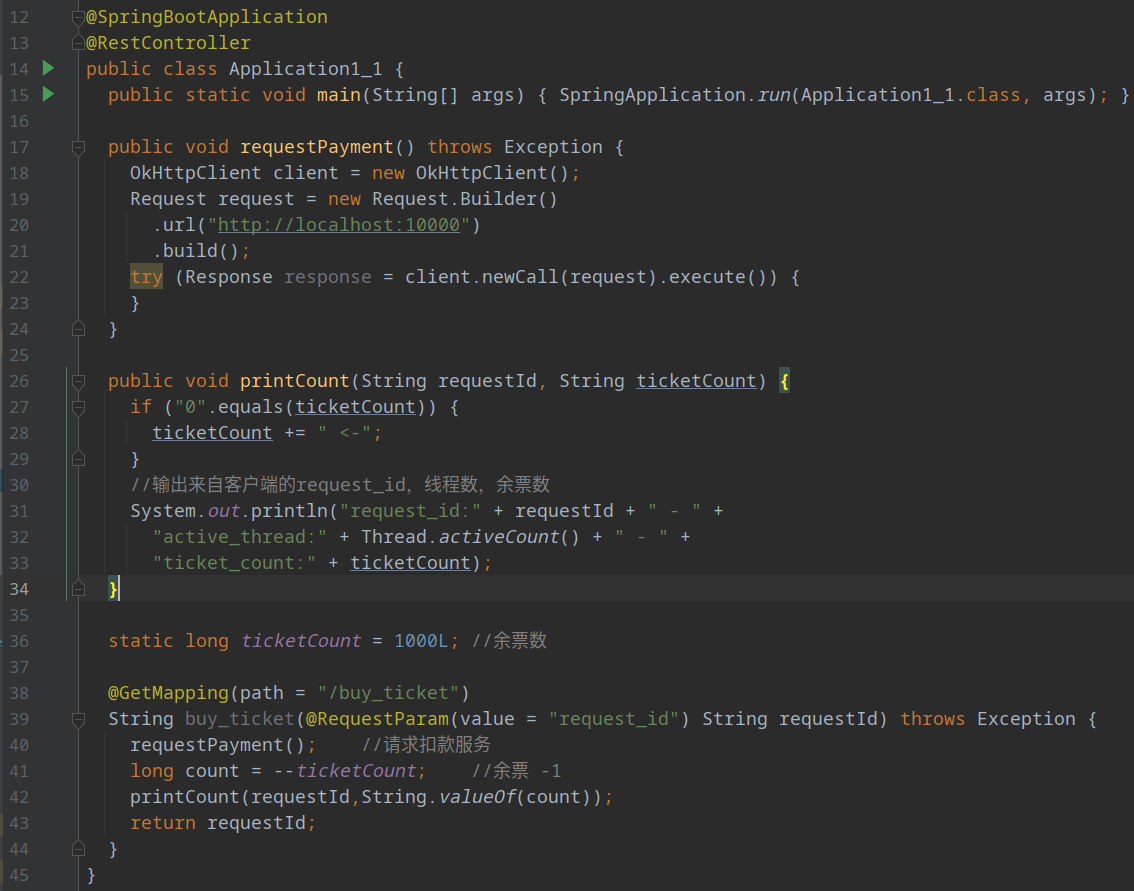 12 @SpringBootApplication
13 @RestController
14 public class Application1_1 {
15 public static void main(String[] args) { SpringApplication.run(Application1_1.class, args); }
16
17 public void requestPayment() throws Exception {
18 OkHttpClient client = new OkHttpClient();
19 Request request = new Request.Builder()
20 .url("http://localhost:10000")
21 .build();
22 try (Response response = client.newCall(request).execute()) {
23 }
24 }
25
26 public void printCount(String requestId, String ticketCount) {
27 if ("0".equals(ticketCount)) {
28 ticketCount += " <-";
29 }
30 //输出来自客户端的request_id，线程数，余票数
31 System.out.println("request_id:" + requestId + " - " +
32 "active_thread:" + Thread.activeCount() + " - " +
33 "ticket_count:" + ticketCount);
34 }
35
36 static long ticketCount = 1000L; //余票数
37
38 @GetMapping(path = "/buy_ticket")
39 String buy_ticket(@RequestParam(value = "request_id") String requestId) throws Exception {
40 requestPayment(); //请求扣款服务
41 long count = --ticketCount; //余票 -1
42 printCount(requestId,String.valueOf(count));
43 return requestId;
44 }
45 }